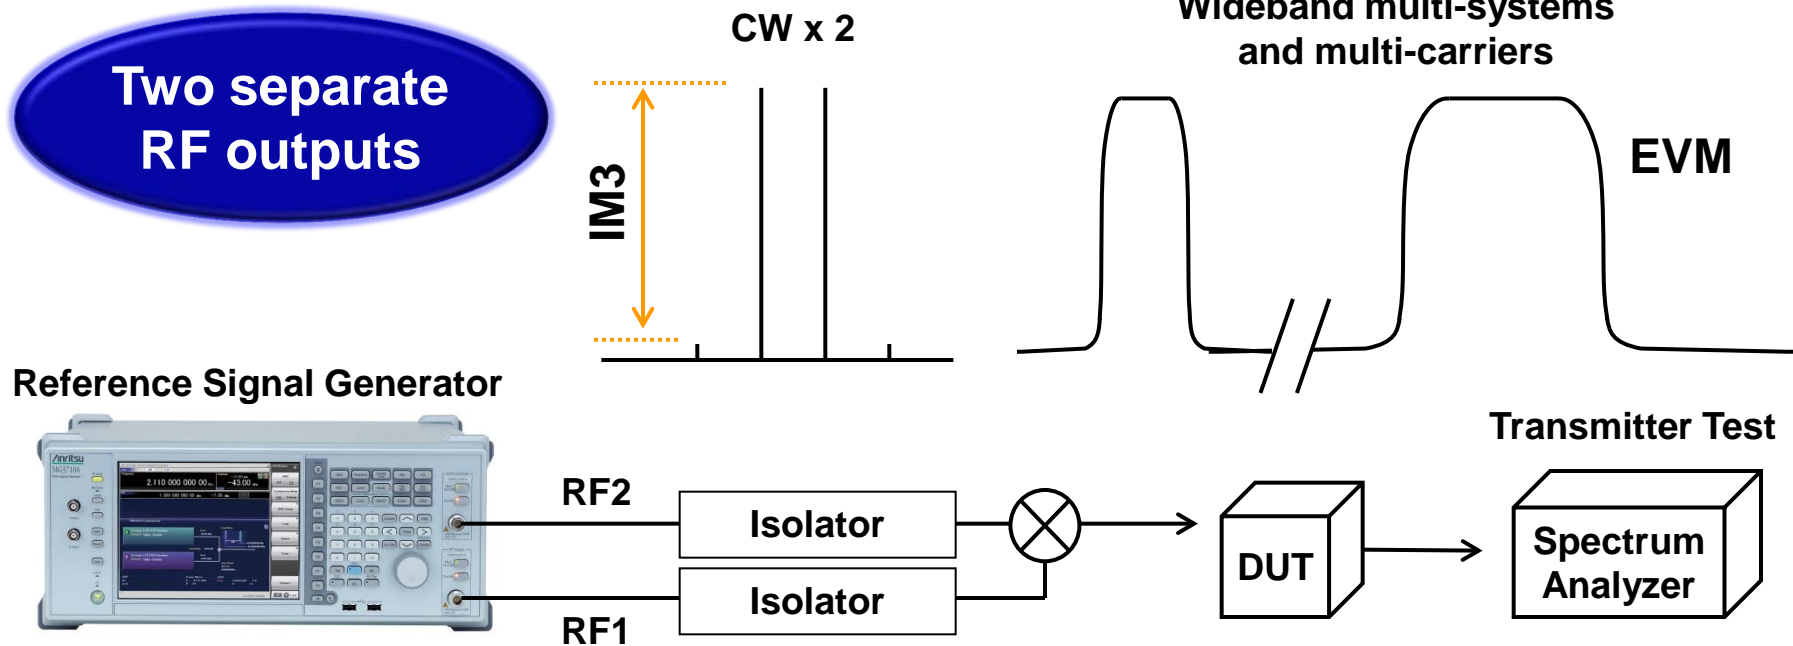 Wideband multi-systems
and multi-carriers
CW x 2
Two separate
RF outputs
IM3
EVM
Reference Signal Generator
Anritsu
MG3710A
2.110 000 000 00
-43.00
Transmitter Test
RF2
Isolator
DUT
Spectrum
Analyzer
Isolator
RF1